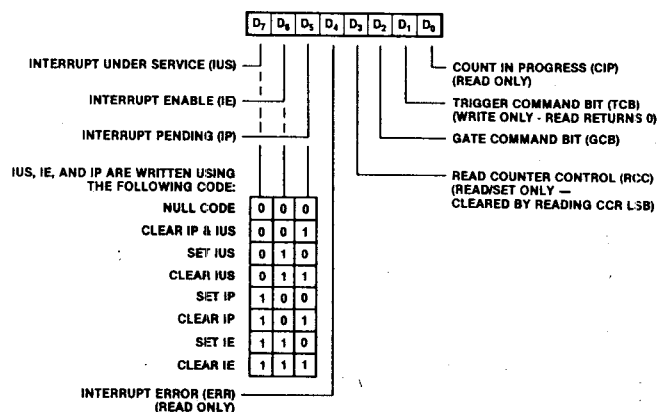 D7 D6 D5 D4 D3 D2 D1 D0
INTERRUPT UNDER SERVICE (IUS)
INTERRUPT ENABLE (IE)
INTERRUPT PENDING (IP)
IUS, IE, AND IP ARE WRITTEN USING
THE FOLLOWING CODE:
NULL CODE 0 0 0
CLEAR IP & IUS 0 0 1
SET IUS 0 1 0
CLEAR IUS 0 1 1
SET IP 1 0 0
CLEAR IP 1 0 1
SET IE 1 1 0
CLEAR IE 1 1 1
INTERRUPT ERROR (ERR)
(READ ONLY)
COUNT IN PROGRESS (CIP)
(READ ONLY)
TRIGGER COMMAND BIT (TCB)
(WRITE ONLY - READ RETURNS 0)
GATE COMMAND BIT (GCB)
READ COUNTER CONTROL (RCC)
(READ/SET ONLY —
CLEARED BY READING CCR LSB)